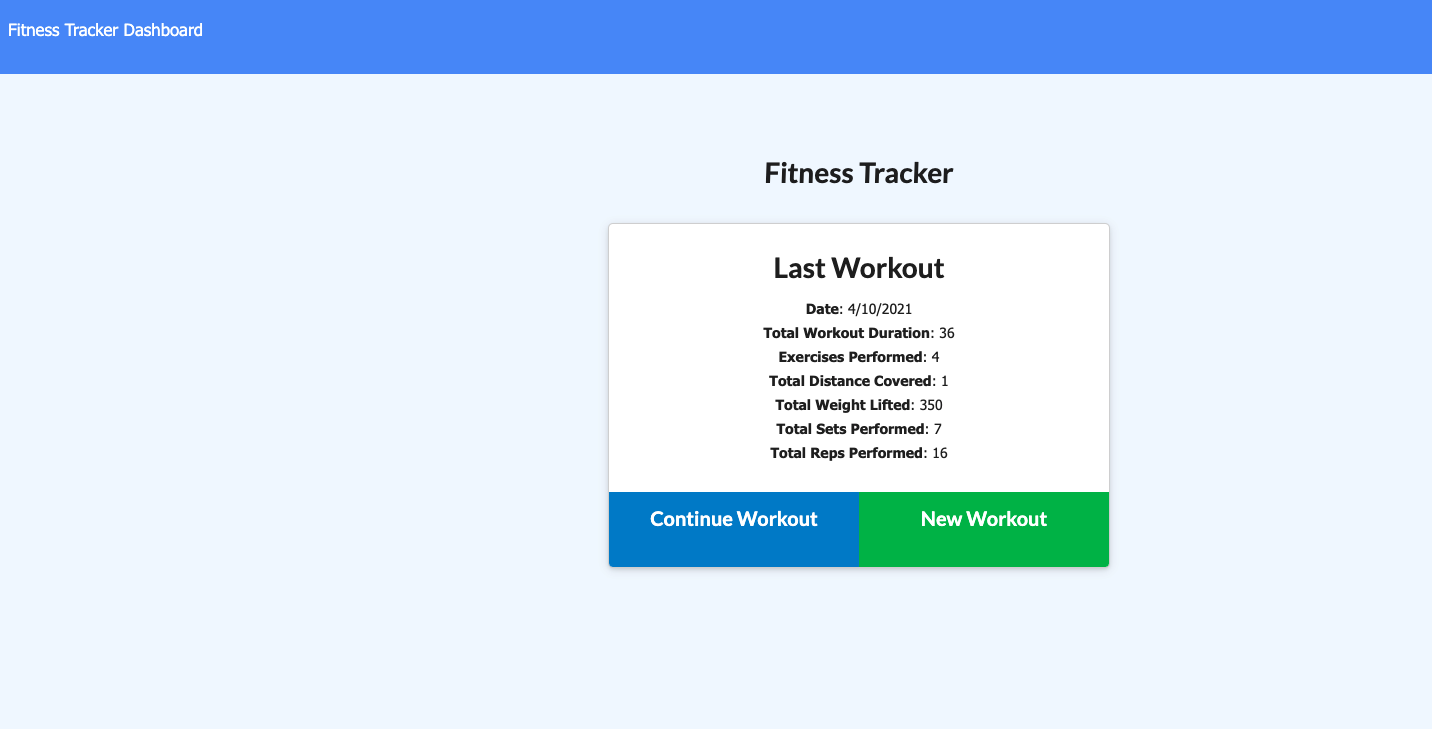 Fitness Tracker Dashboard
Fitness Tracker
Last Workout
Date: 4/10/2021
Total Workout Duration: 36
Exercises Performed: 4
Total Distance Covered: 1
Total Weight Lifted: 350
Total Sets Performed: 7
Total Reps Performed: 16
Continue Workout
New Workout